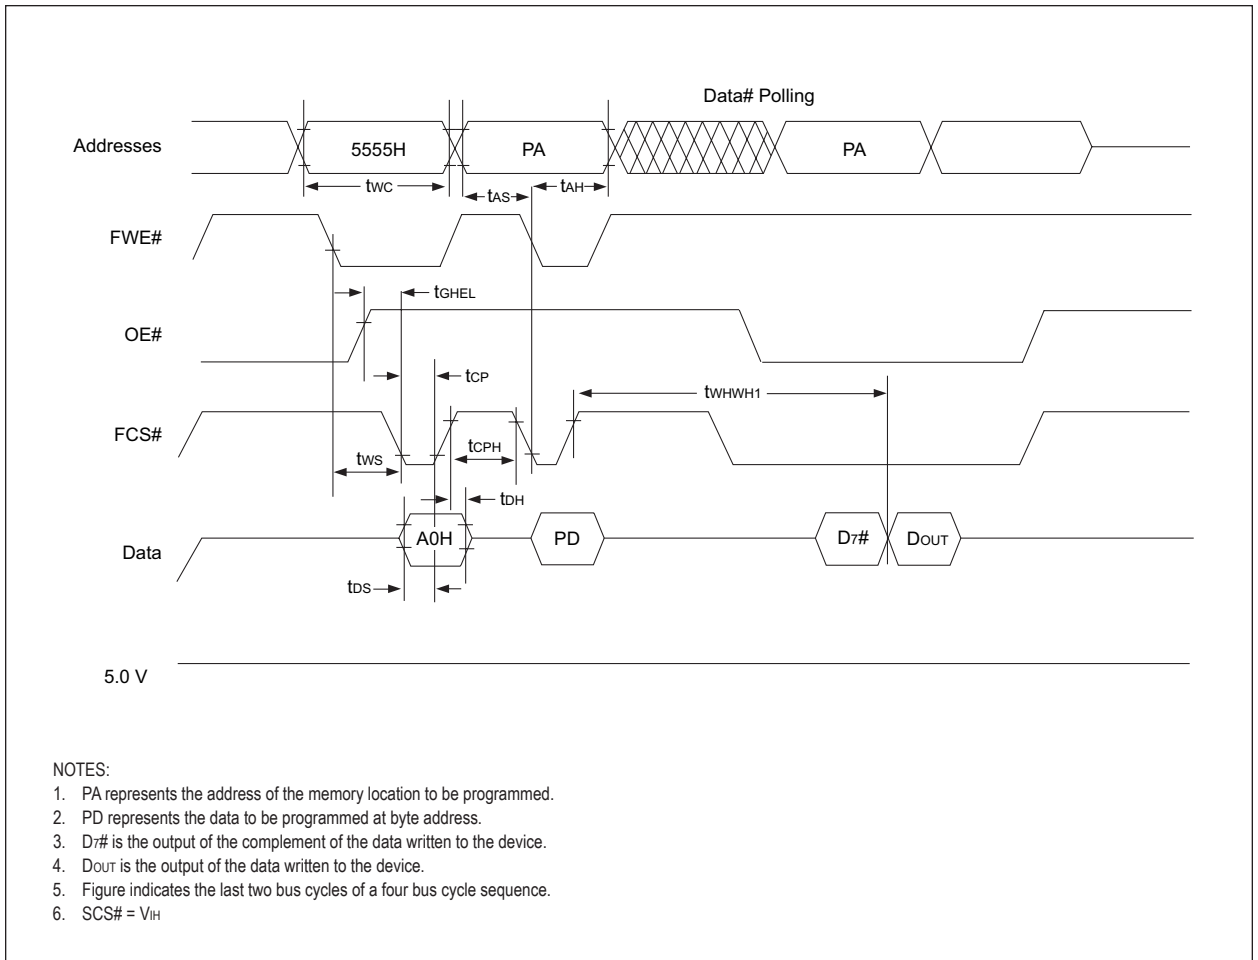 Data# Polling
Addresses 5555H PA PA
tWC tAS tAH
FWE#
tGHEL
OE#
tCP
tWHWH1
FCS#
tCPH
tWS
tDH
Data A0H PD D7# DOUT
tDS
5.0 V
NOTES:
1. PA represents the address of the memory location to be programmed.
2. PD represents the data to be programmed at byte address.
3. D7# is the output of the complement of the data written to the device.
4. DOUT is the output of the data written to the device.
5. Figure indicates the last two bus cycles of a four bus cycle sequence.
6. SCS# = VIH